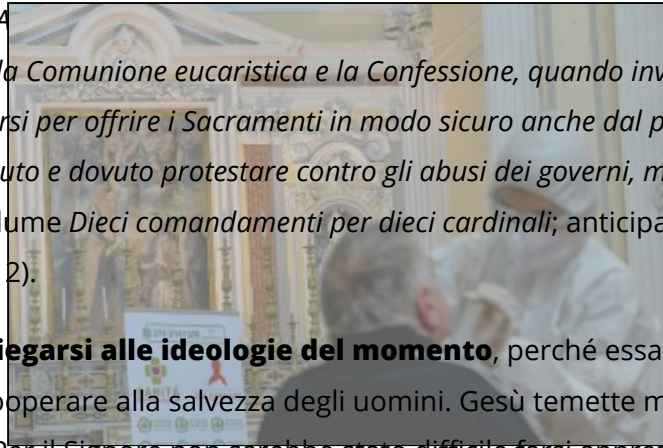 la Comunione eucaristica e la Confessione, quando inv
rsi per offrire i Sacramenti in modo sicuro anche dal p
uto e dovuto protestare contro gli abusi dei governi, m
lume Dieci comandamenti per dieci cardinali; anticipa
2).
iegarsi alle ideologie del momento, perché essa
ooperare alla salvezza degli uomini. Gesù temette m
SANITÀ